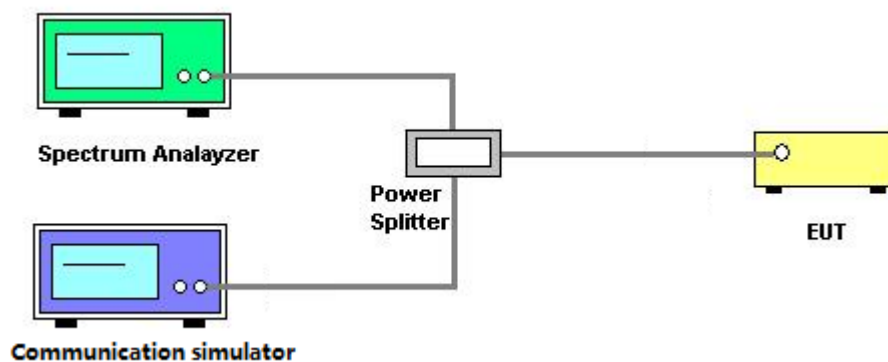 Spectrum Analayzer
Power
Splitter
EUT
Communication simulator